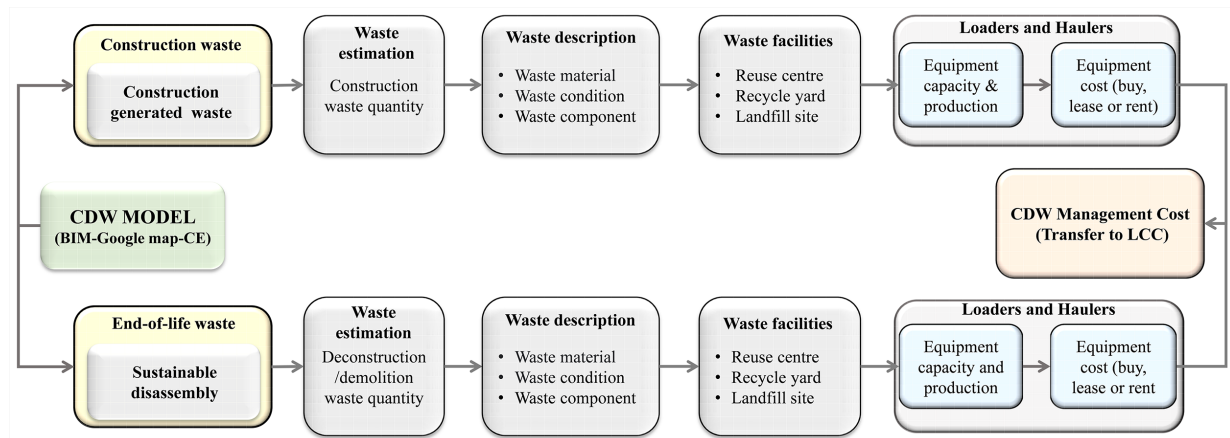 Construction waste
Construction
generated waste
Waste
estimation
Construction
waste quantity
Waste description
• Waste material
• Waste condition
• Waste component
Waste facilities
• Reuse centre
• Recycle yard
• Landfill site
Loaders and Haulers
Equipment
capacity &
production
Equipment
cost (buy,
lease or rent)
CDW MODEL
(BIM-Google map-CE)
CDW Management Cost
(Transfer to LCC)
End-of-life waste
Sustainable
disassembly
Waste
estimation
Deconstruction
/demolition
waste quantity
Waste description
• Waste material
• Waste condition
• Waste component
Waste facilities
• Reuse centre
• Recycle yard
• Landfill site
Loaders and Haulers
Equipment
capacity and
production
Equipment
cost (buy,
lease or rent